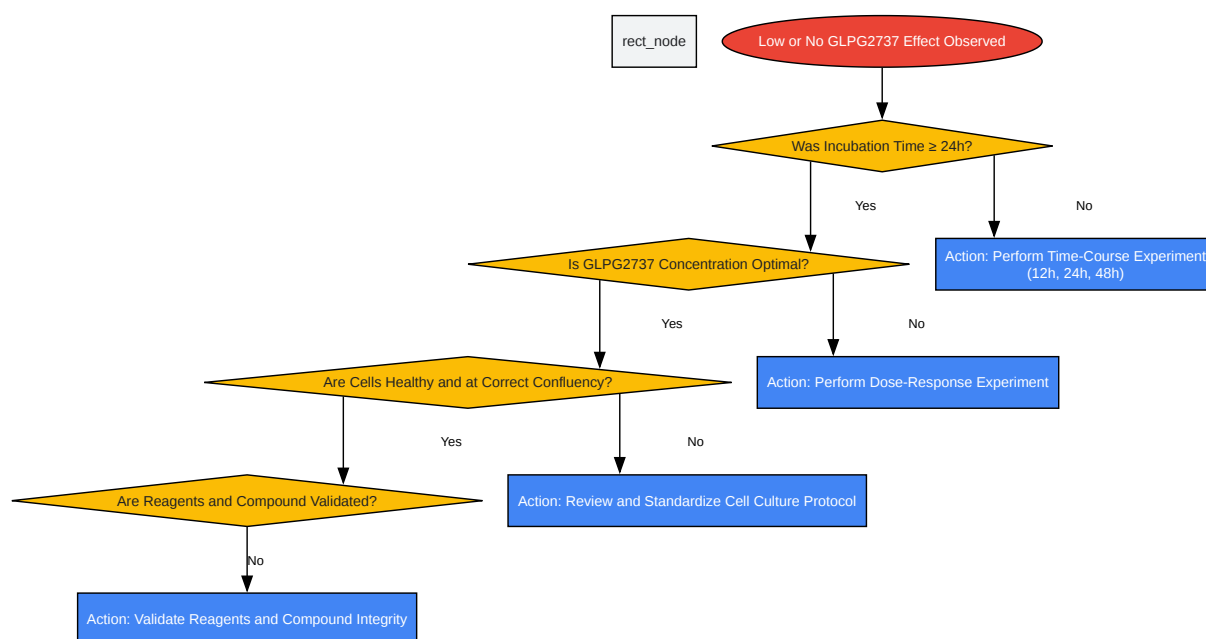 rect_node
Low or No GLPG2737 Effect Observed
Was Incubation Time ≥ 24h?
Yes
No
Is GLPG2737 Concentration Optimal?
Action: Perform Time-Course Experiment
(12h, 24h, 48h)
Yes
No
Are Cells Healthy and at Correct Confluency?
Action: Perform Dose-Response Experiment
Yes
No
Are Reagents and Compound Validated?
Action: Review and Standardize Cell Culture Protocol
No
Action: Validate Reagents and Compound Integrity